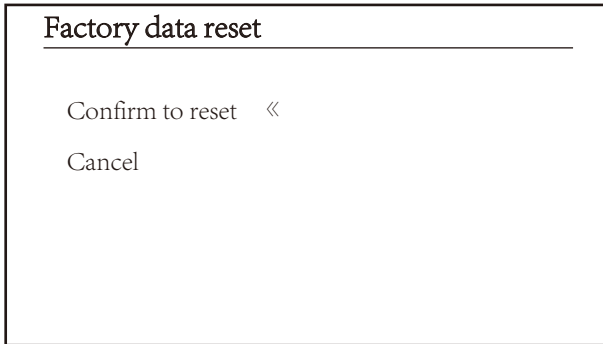 Factory data reset
Confirm to reset «
Cancel